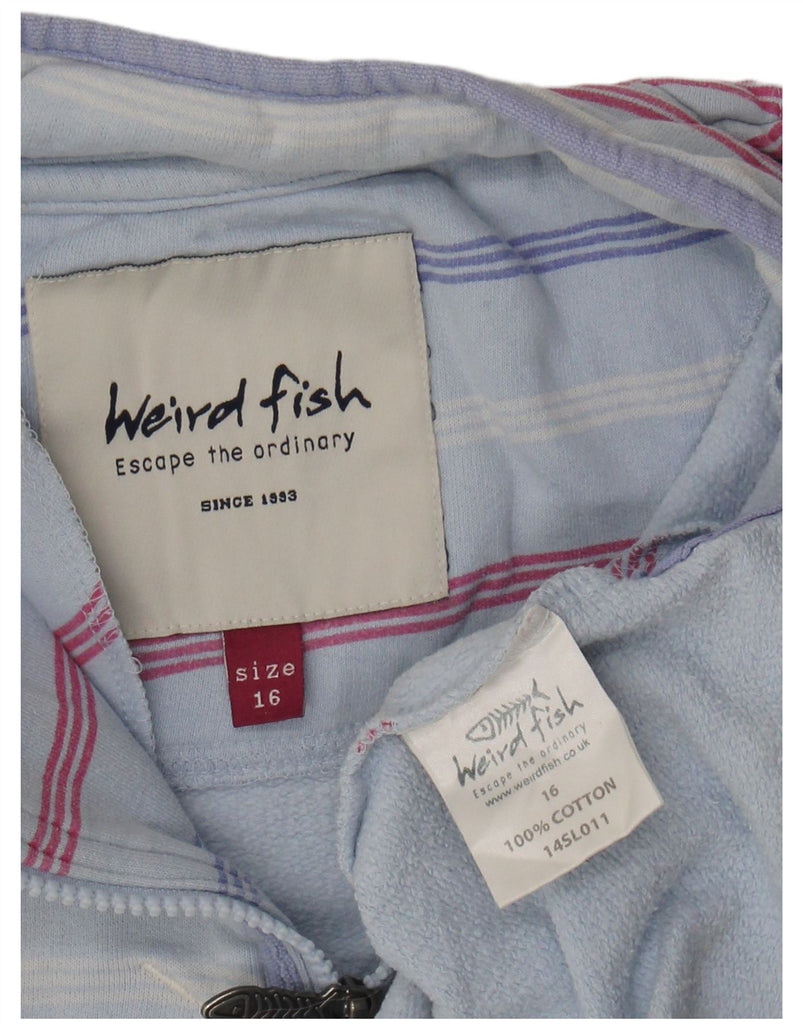 Weird fish
Escape the ordinary
SINCE 1993
size
16
Weird fish
Escape the ordinary
www.weirdfish.co.uk
16
100% COTTON
14SL011